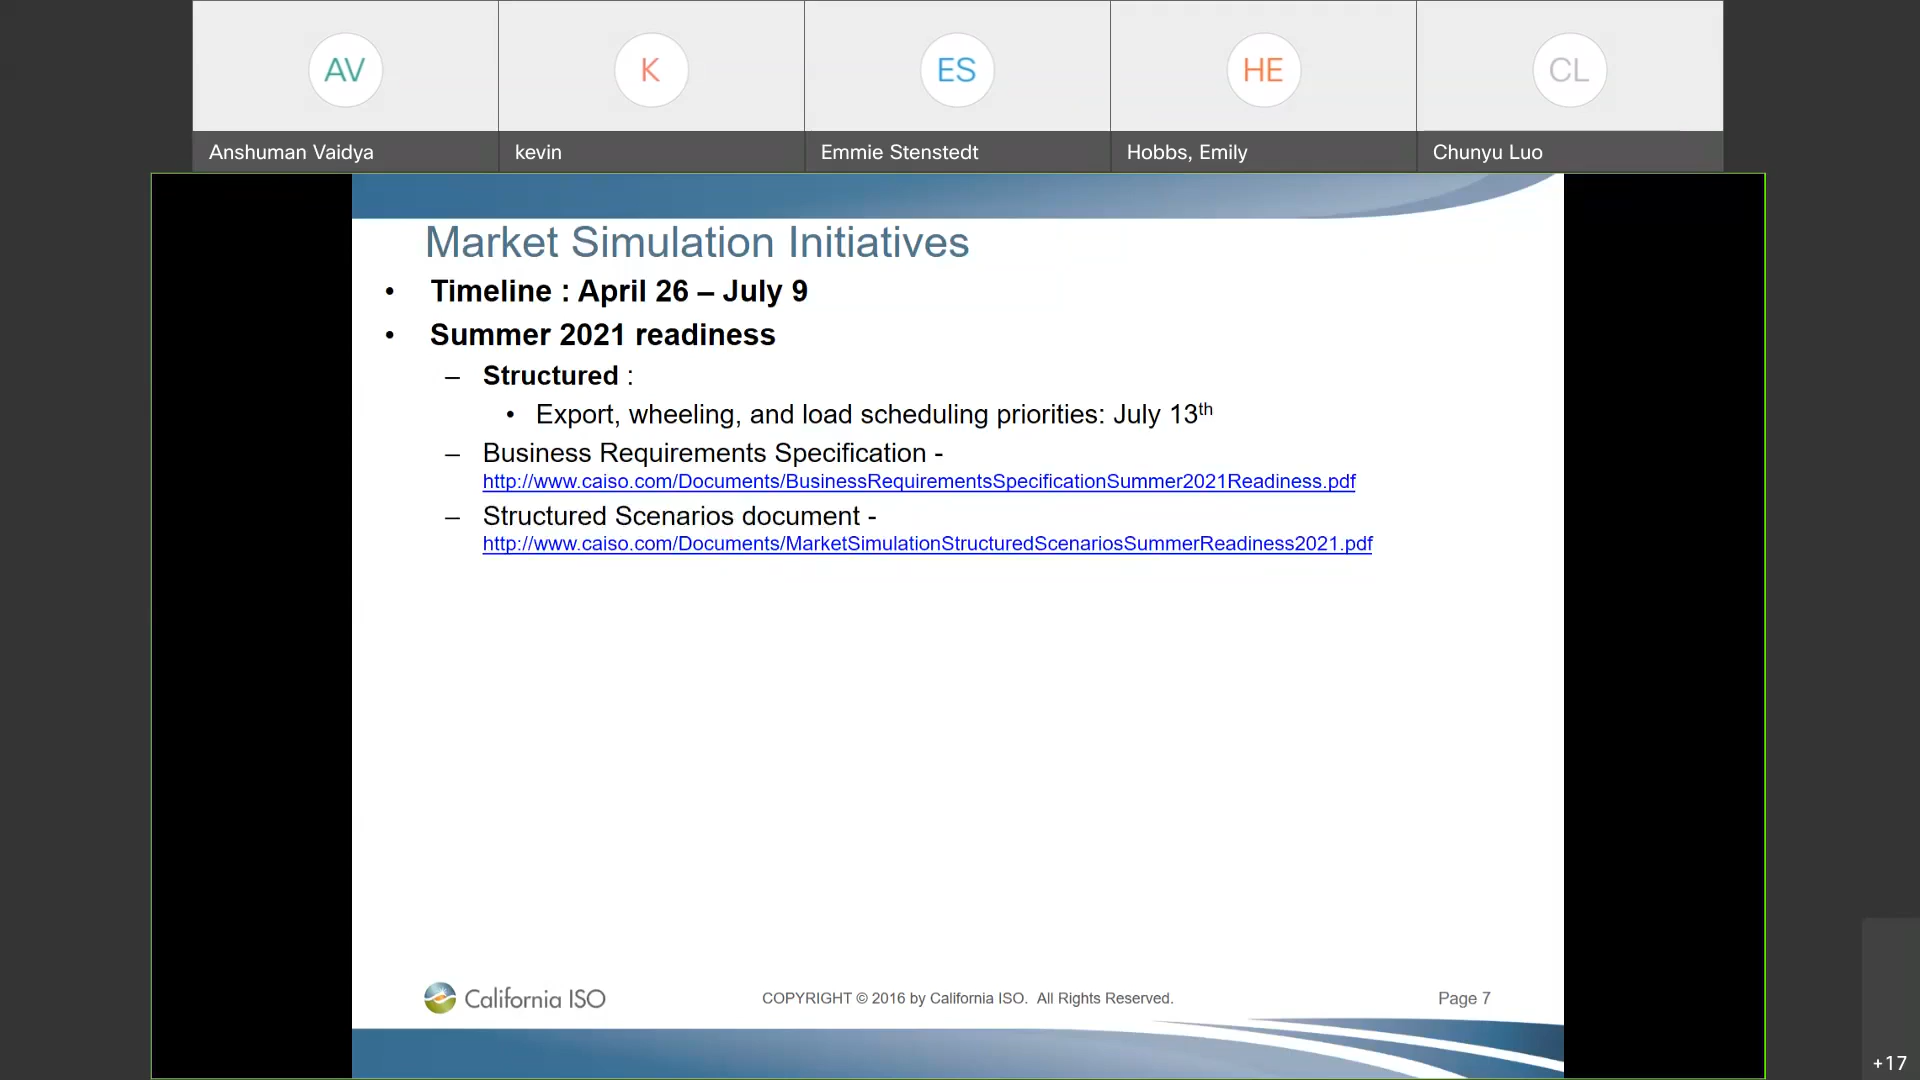 AV
K
ES
HE
CL
Anshuman Vaidya
kevin
Emmie Stenstedt
Hobbs, Emily
Chunyu Luo
Market Simulation Initiatives
• Timeline : April 26 – July 9
• Summer 2021 readiness
– Structured :
• Export, wheeling, and load scheduling priorities: July 13th
– Business Requirements Specification -
http://www.caiso.com/Documents/BusinessRequirementsSpecificationSummer2021Readiness.pdf
– Structured Scenarios document -
http://www.caiso.com/Documents/MarketSimulationStructuredScenariosSummerReadiness2021.pdf
California ISO
COPYRIGHT © 2016 by California ISO. All Rights Reserved.
Page 7
+17